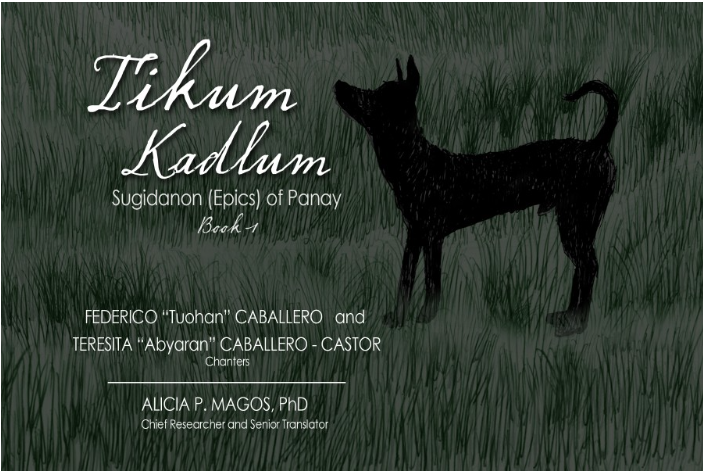 Tikum
Kadlum
Sugidanon (Epics) of Panay
Book 1
FEDERICO “Tuohan” CABALLERO and
TERESITA “Abyaran” CABALLERO - CASTOR
Chanters
ALICIA P. MAGOS, PhD
Chief Researcher and Senior Translator